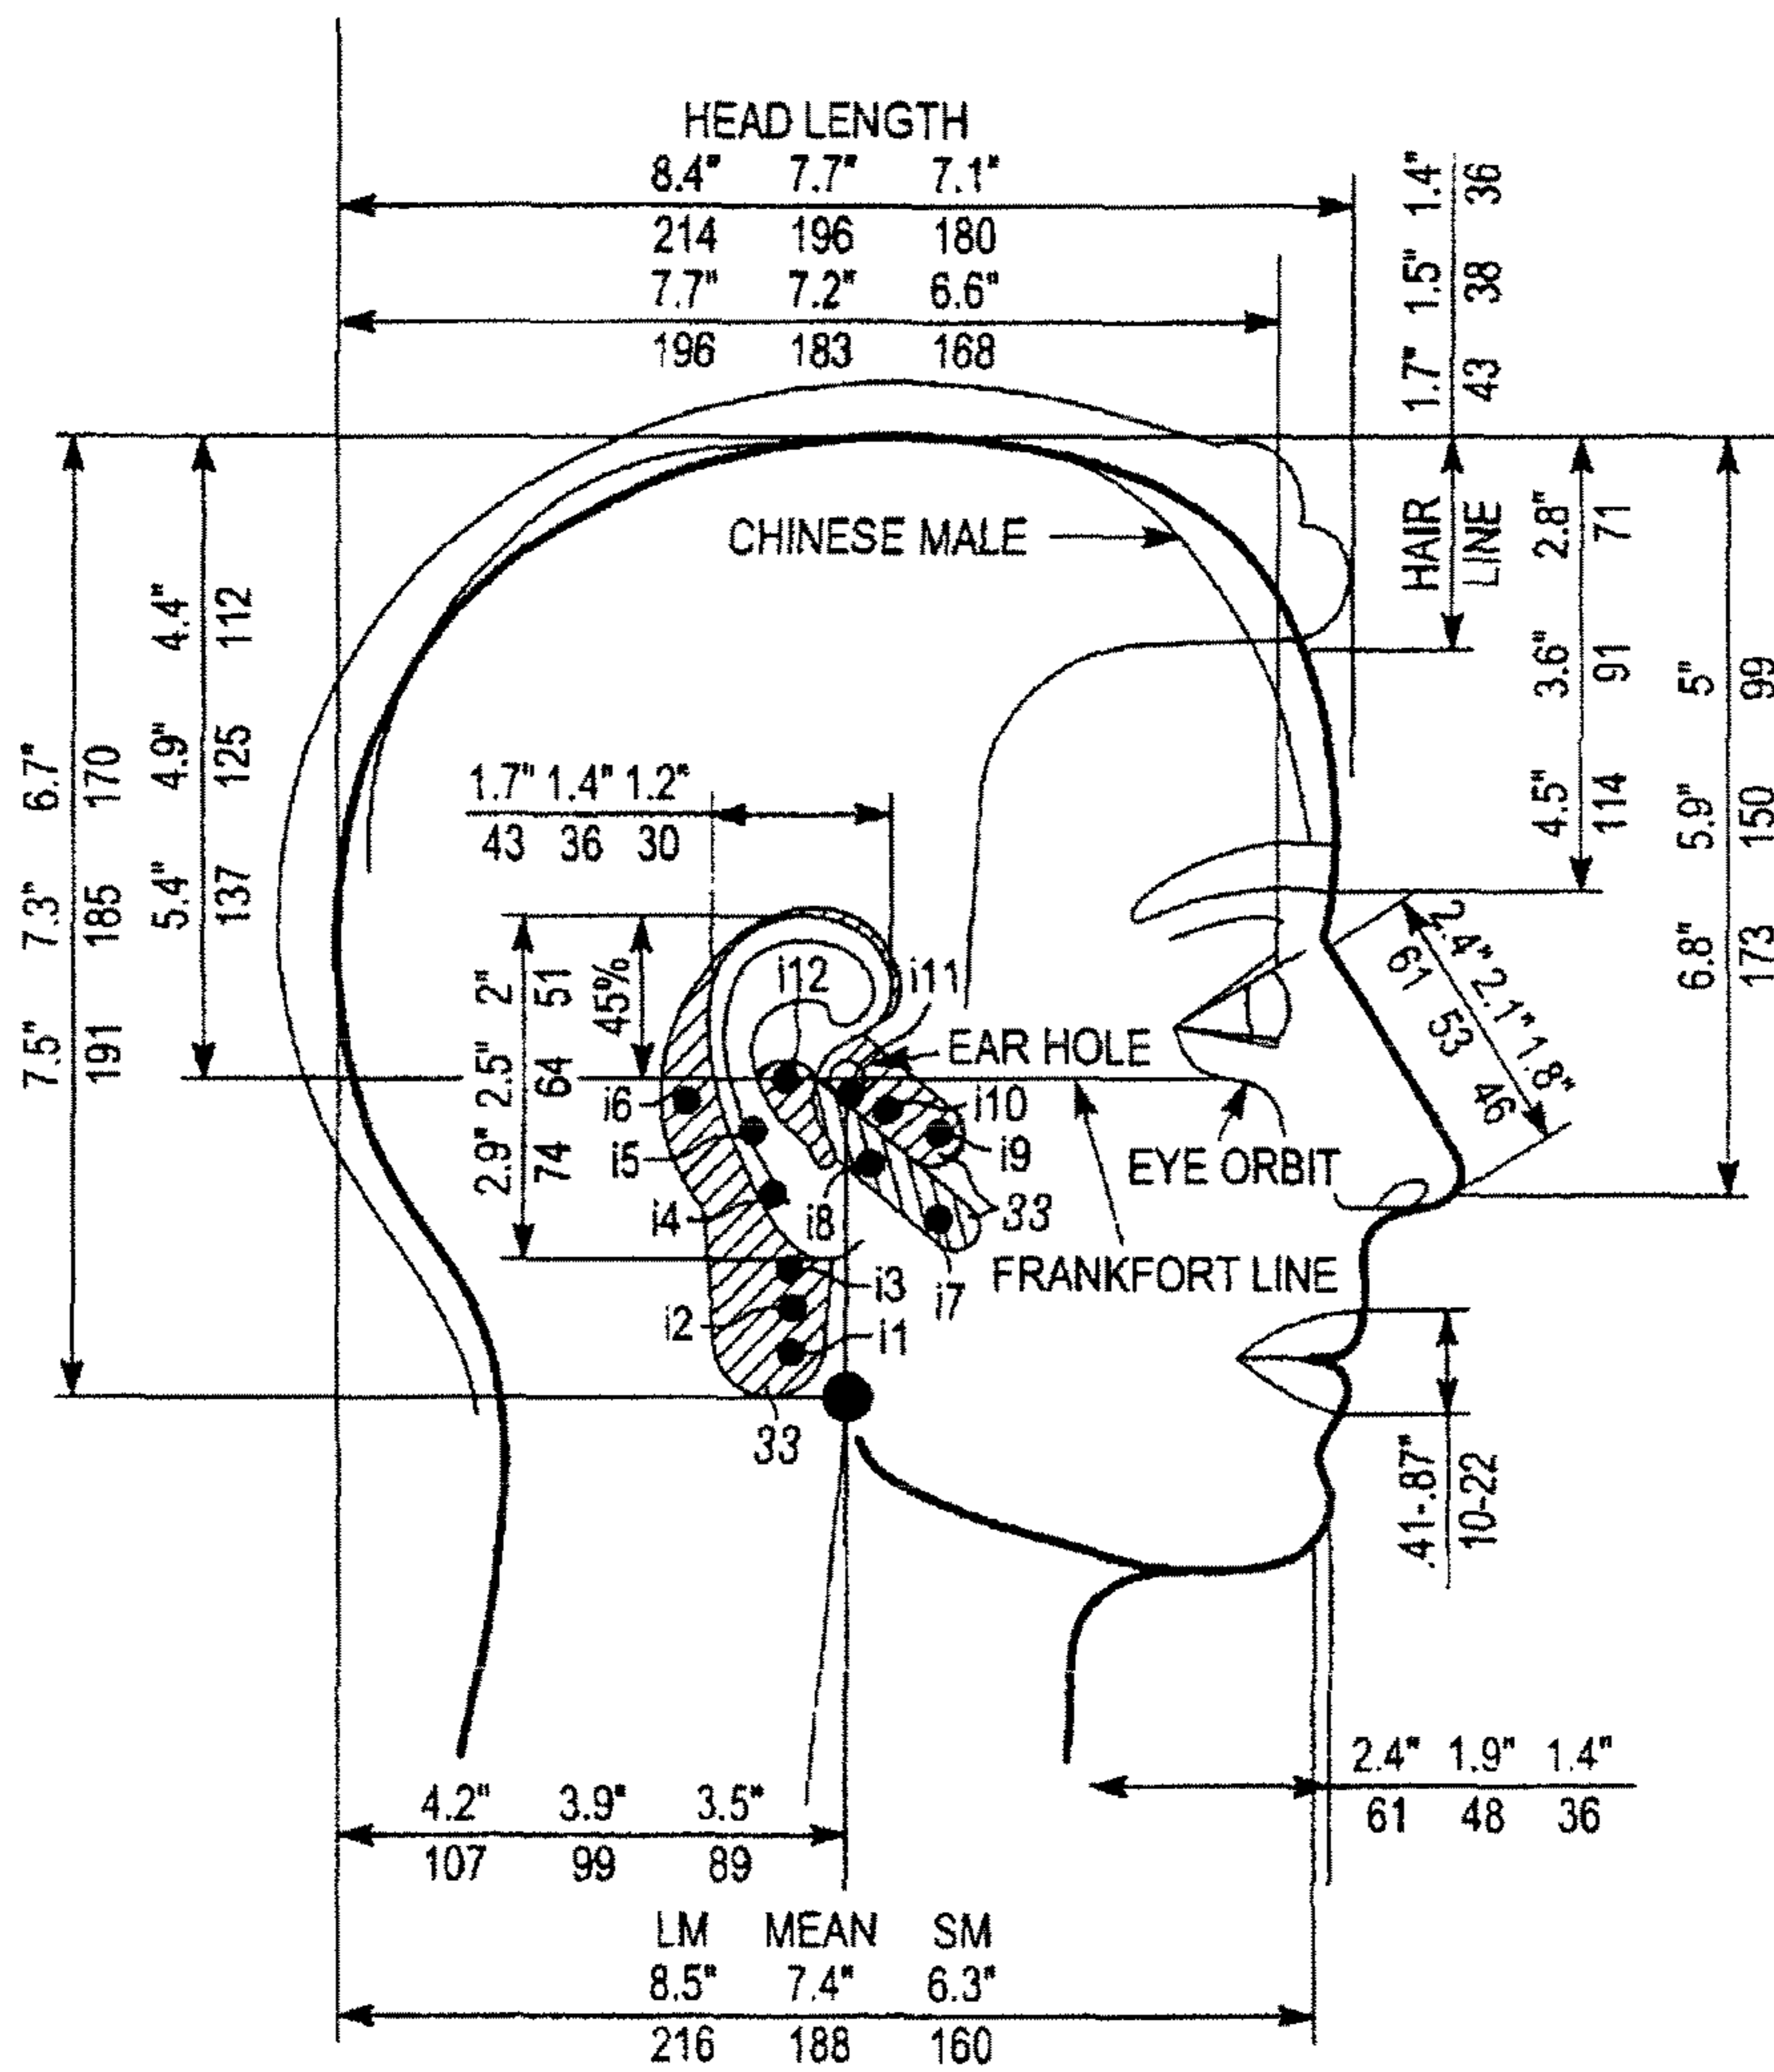 HEAD LENGTH
8.4" 7.7" 7.1"
214 196 180
7.7" 7.2" 6.6"
196 183 168
1.7" 1.5" 1.4"
43 38 36
HAIR
LINE
CHINESE MALE
4.5" 3.6" 2.8"
114 91 71
6.8" 5.9" 5"
173 150 99
7.5" 7.3" 6.7"
191 185 170
5.4" 4.9" 4.4"
137 125 112
1.7" 1.4" 1.2"
43 36 30
2.9" 2.5" 2"
74 64 51
45%
i12
i11
EAR HOLE
i6
i10
i5
i9
EYE ORBIT
i4
i8
33
FRANKFORT LINE
i3
i7
i2
i1
33
2.4" 2.1" 1.8"
61 53 46
.41-.87"
10-22
2.4" 1.9" 1.4"
61 48 36
4.2" 3.9" 3.5"
107 99 89
LM MEAN SM
8.5" 7.4" 6.3"
216 188 160